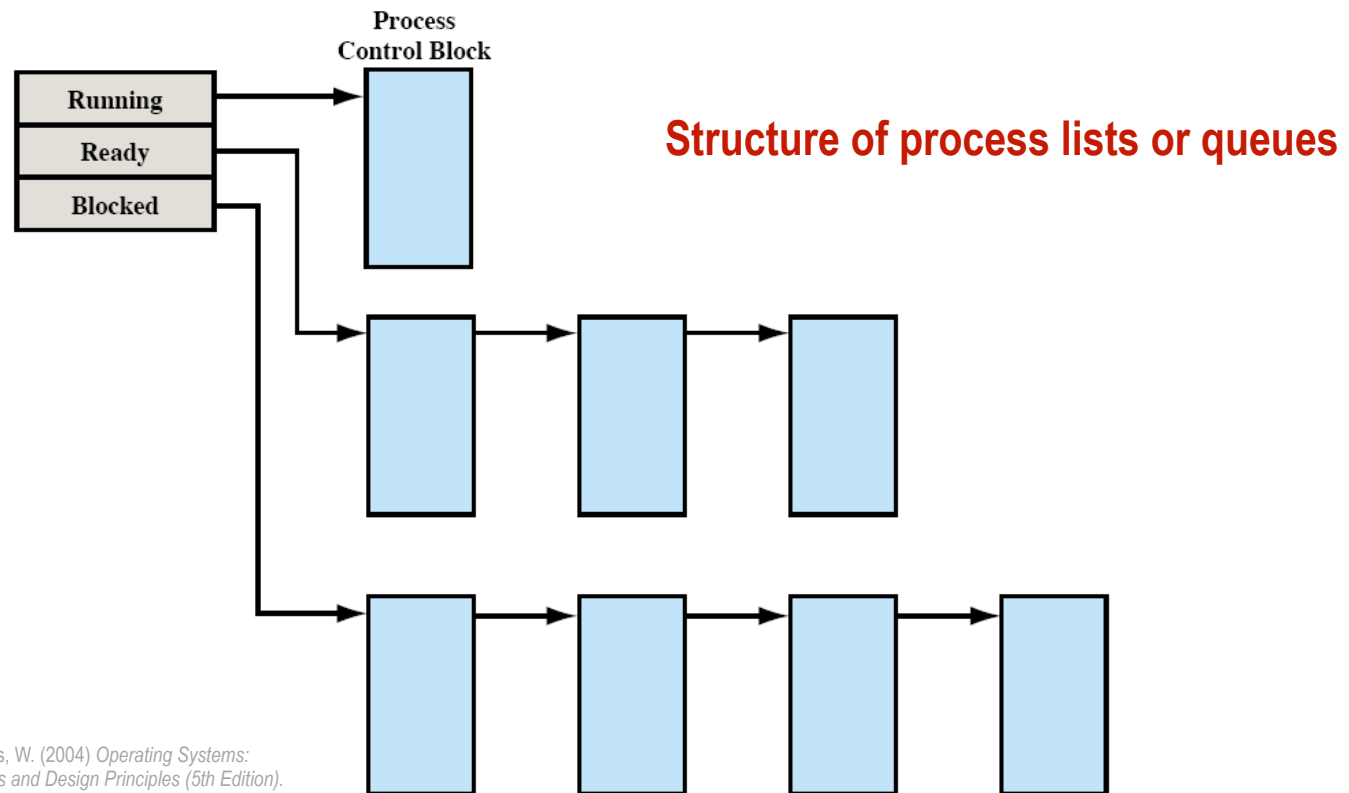 Process
Control Block
Running
Ready
Blocked
Structure of process lists or queues
W. (2004) Operating Systems:
and Design Principles (5th Edition).